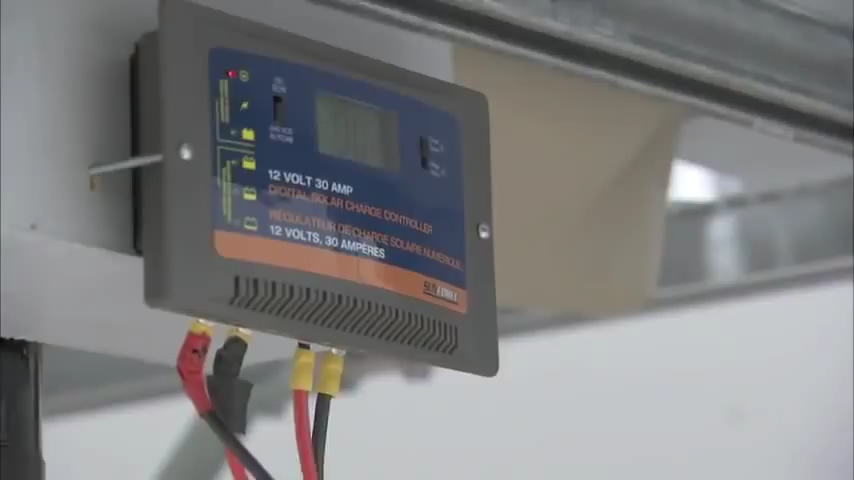 12 VOLT 30 AMP
DIGITAL SOLAR CHARGE CONTROLLER
RÉGULATEUR DE CHARGE SOLAIRE NUMÉRIQUE,
12 VOLTS, 30 AMPÈRES